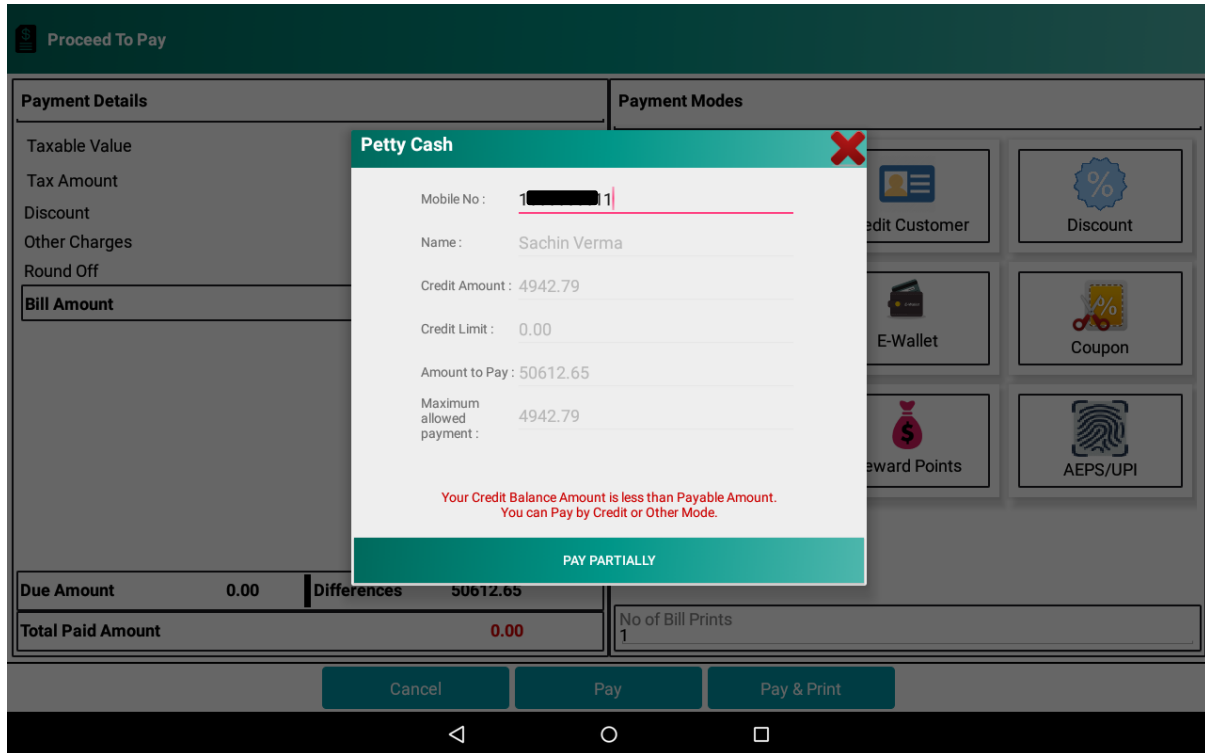 Proceed To Pay
Payment Details
Payment Modes
Taxable Value
Tax Amount
Discount
Other Charges
Round Off
Bill Amount
Petty Cash
Mobile No :
Name : Sachin Verma
Credit Amount : 4942.79
Credit Limit : 0.00
Amount to Pay : 50612.65
Maximum
allowed
payment : 4942.79
Your Credit Balance Amount is less than Payable Amount.
You can Pay by Credit or Other Mode.
PAY PARTIALLY
Customer
Discount
E-Wallet
Coupon
Points
AEPS/UPI
Due Amount 0.00 Differences 50612.65
Total Paid Amount 0.00
No of Bill Prints
1
Cancel
Pay
Pay & Print